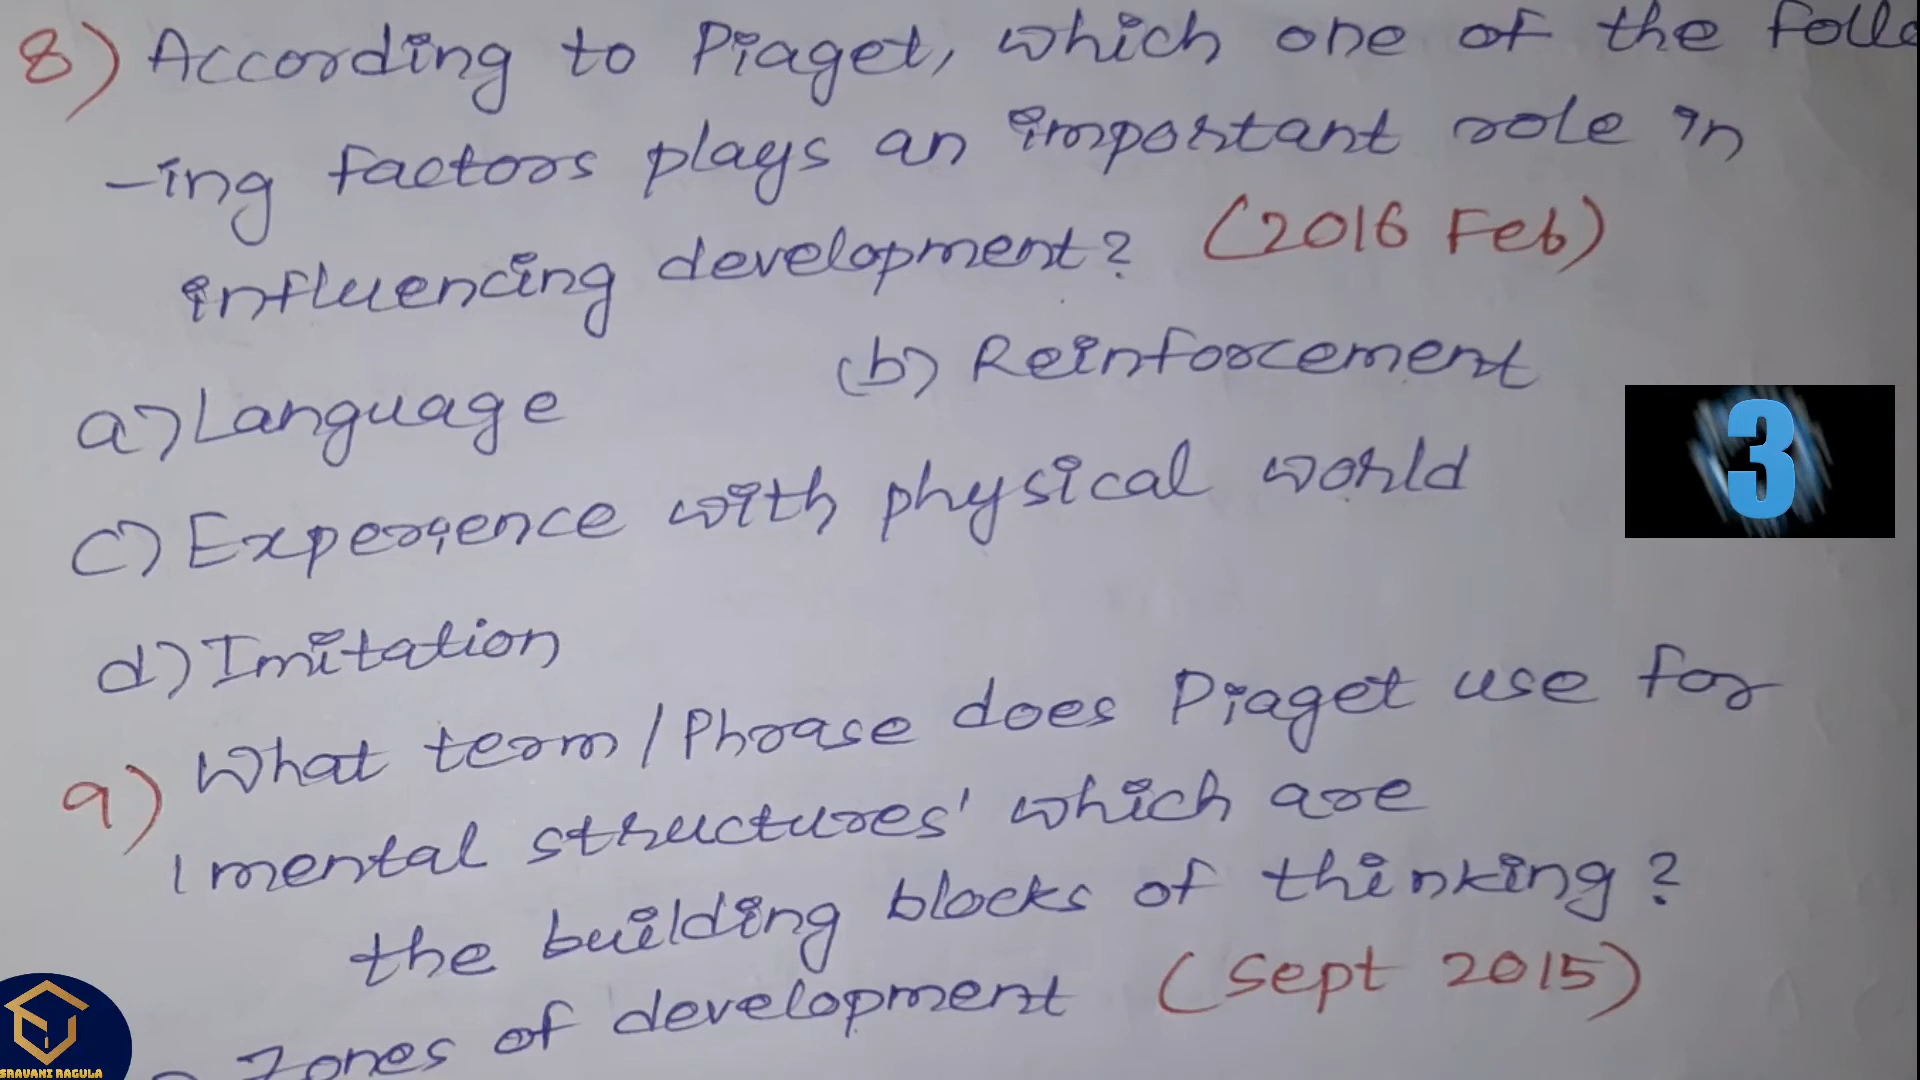 8) According to Piaget, which one of the follo
-ing factors plays an important role in
influencing development? (2016 Feb)
a) Language (b) Reinforcement
c) Experience with physical world
3
d) Imitation
9) What term/Phrase does Piaget use for
'mental structures' which are
the building blocks of thinking?
(Sept 2015)
Zones of development
SRAVANI RAGULA